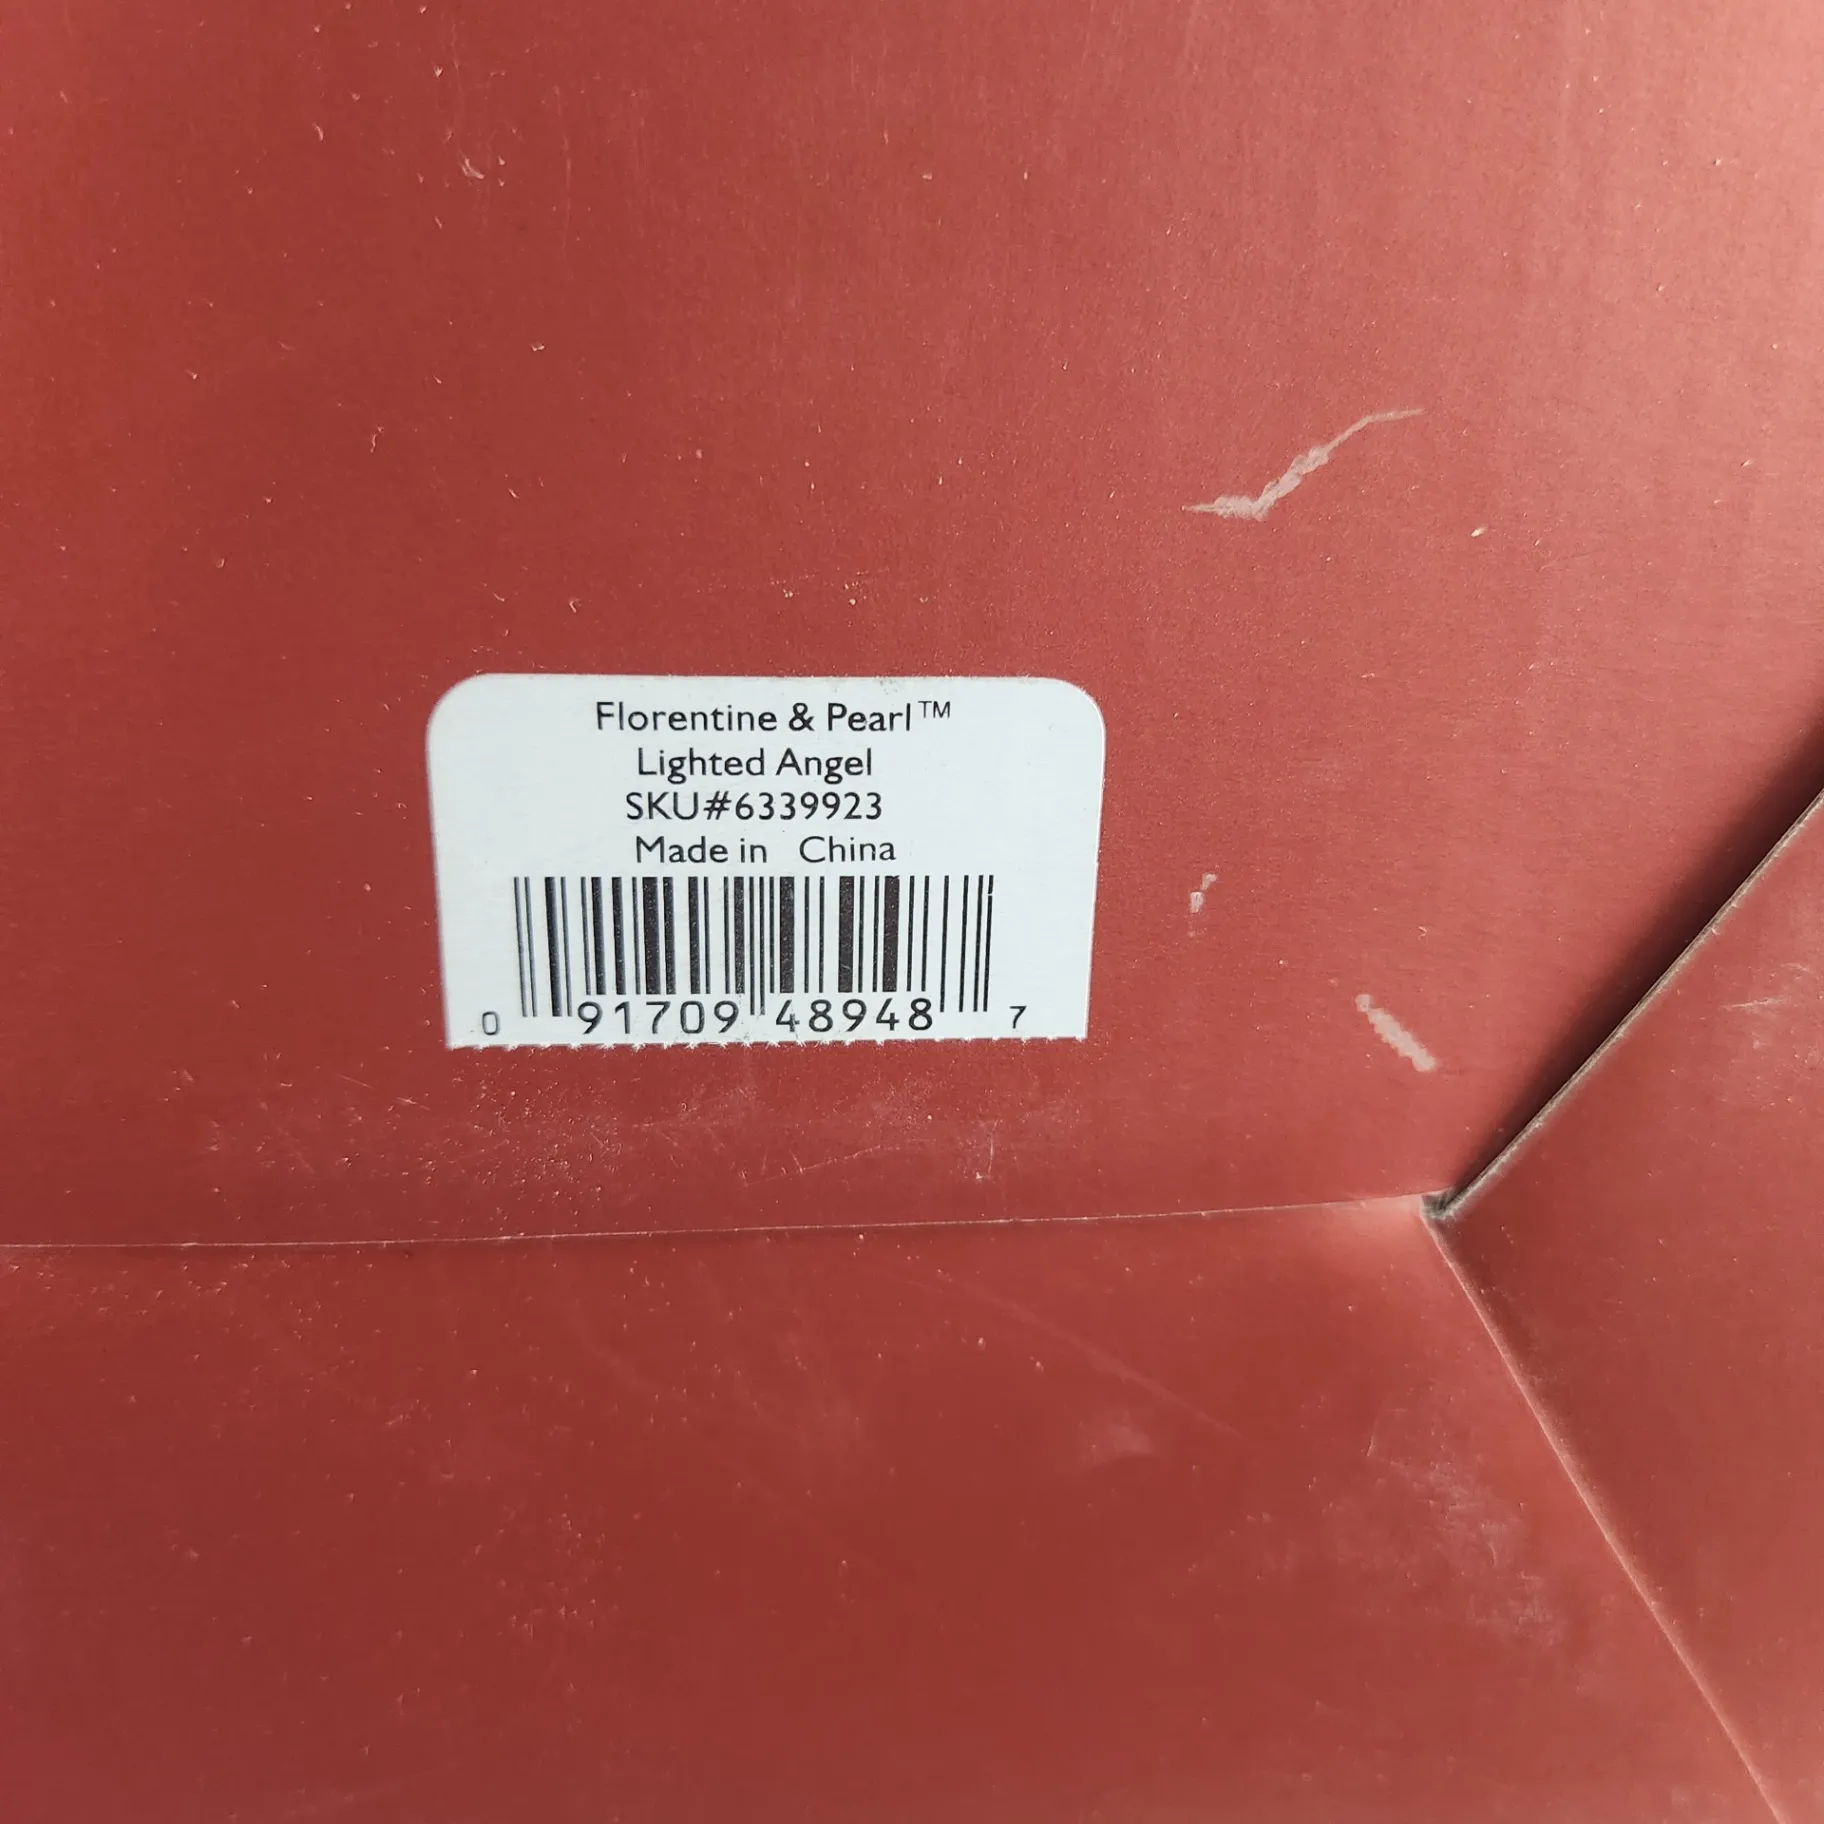 Florentine & Pearl™
Lighted Angel
SKU#6339923
Made in China
0 91709 48948 7